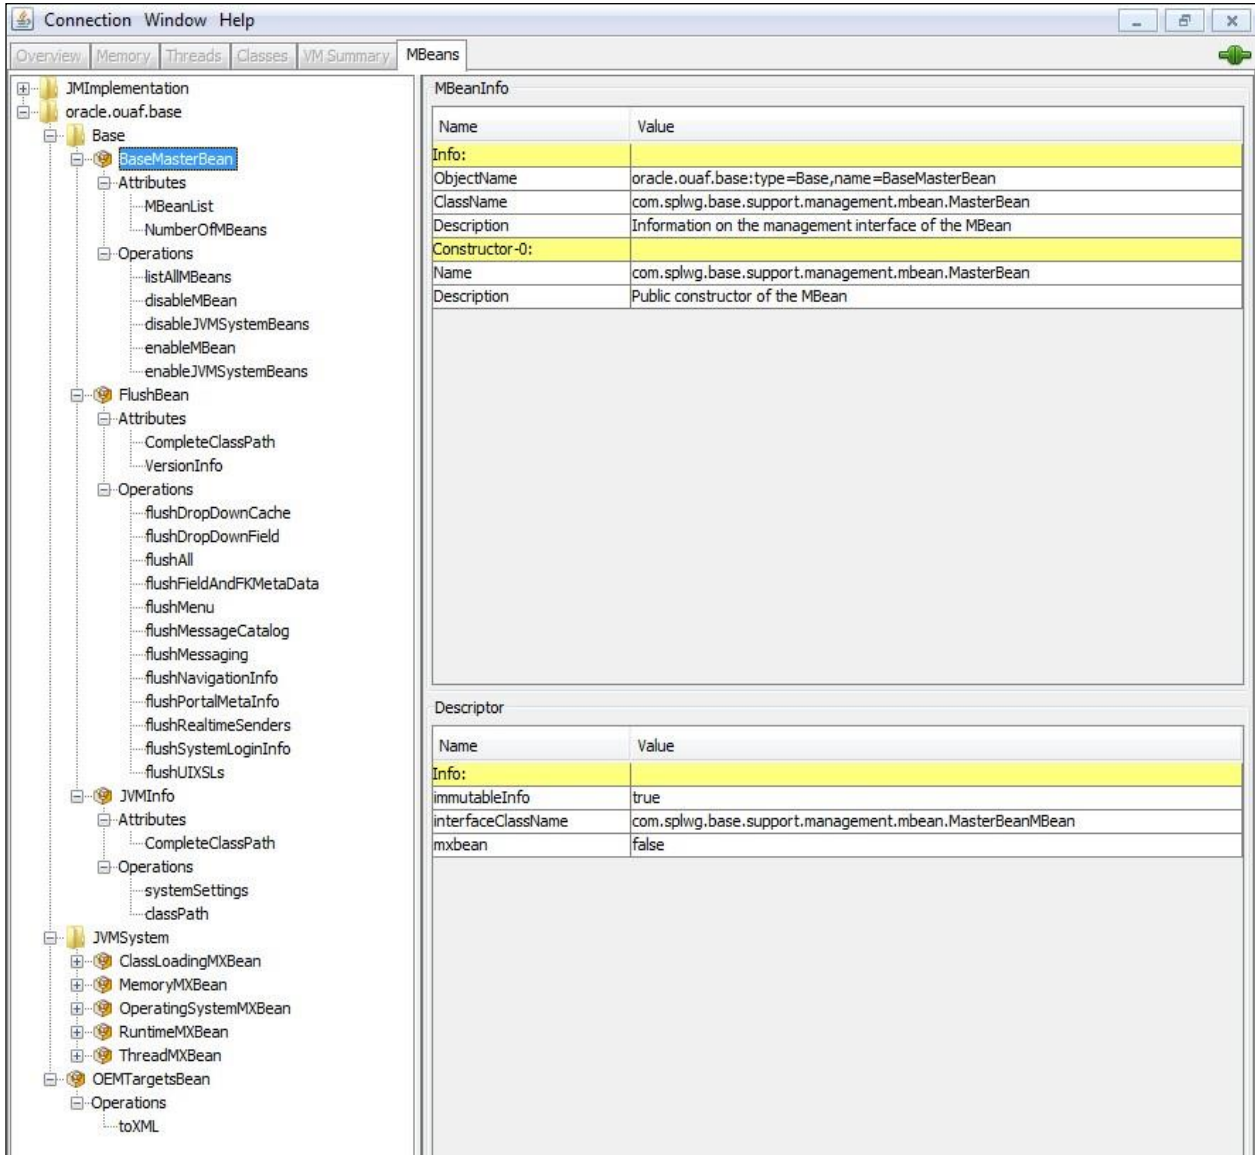 Connection Window Help
Overview Memory Threads Classes VM Summary MBeans
JMImplementation
oracle.ouaf.base
Base
BaseMasterBean
Attributes
MBeanList
NumberOfMBeans
Operations
listAllMBeans
disableMBean
disableJVMSystemBeans
enableMBean
enableJVMSystemBeans
FlushBean
Attributes
CompleteClassPath
VersionInfo
Operations
flushDropDownCache
flushDropDownField
flushAll
flushFieldAndFKMetaData
flushMenu
flushMessageCatalog
flushMessaging
flushNavigationInfo
flushPortalMetaInfo
flushRealtimeSenders
flushSystemLoginInfo
flushUIXSLs
JVMInfo
Attributes
CompleteClassPath
Operations
systemSettings
classPath
JVMSystem
ClassLoadingMXBean
MemoryMXBean
OperatingSystemMXBean
RuntimeMXBean
ThreadMXBean
OEMTargetsBean
Operations
toXML
MBeanInfo
Name Value
Info:
ObjectName oracle.ouaf.base:type=Base,name=BaseMasterBean
ClassName com.splwg.base.support.management.mbean.MasterBean
Description Information on the management interface of the MBean
Constructor-0:
Name com.splwg.base.support.management.mbean.MasterBean
Description Public constructor of the MBean
Descriptor
Name Value
Info:
immutableInfo true
interfaceClassName com.splwg.base.support.management.mbean.MasterBeanMBean
mxbean false